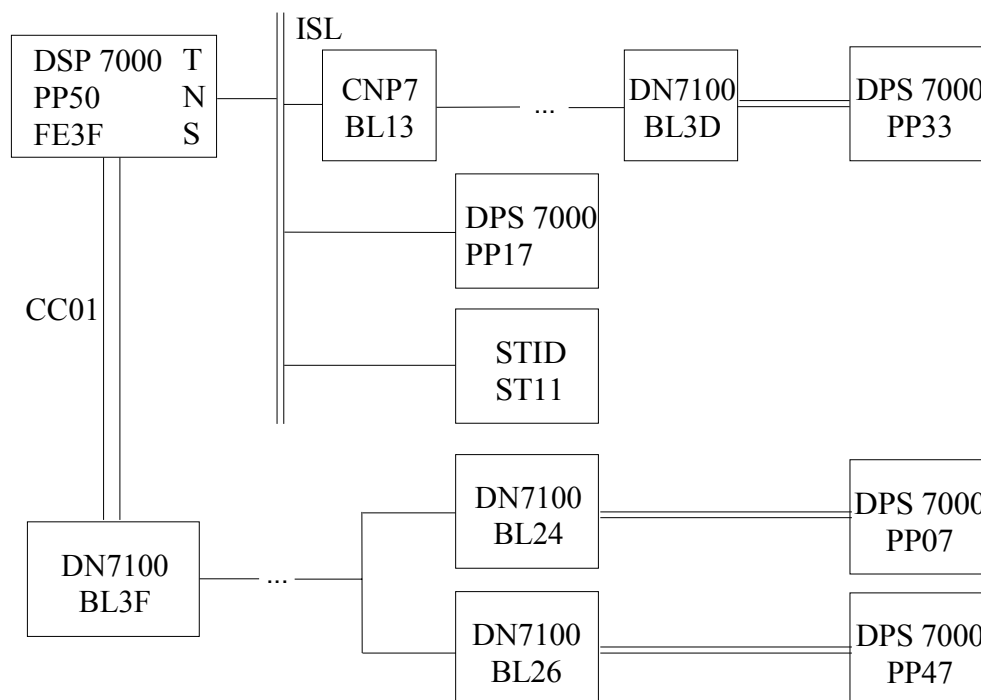 ISL
DSP 7000 T
PP50 N
FE3F S
CNP7
BL13
...
DN7100
BL3D
DPS 7000
PP33
DPS 7000
PP17
CC01
STID
ST11
DN7100
BL24
DPS 7000
PP07
DN7100
BL3F
...
DN7100
BL26
DPS 7000
PP47